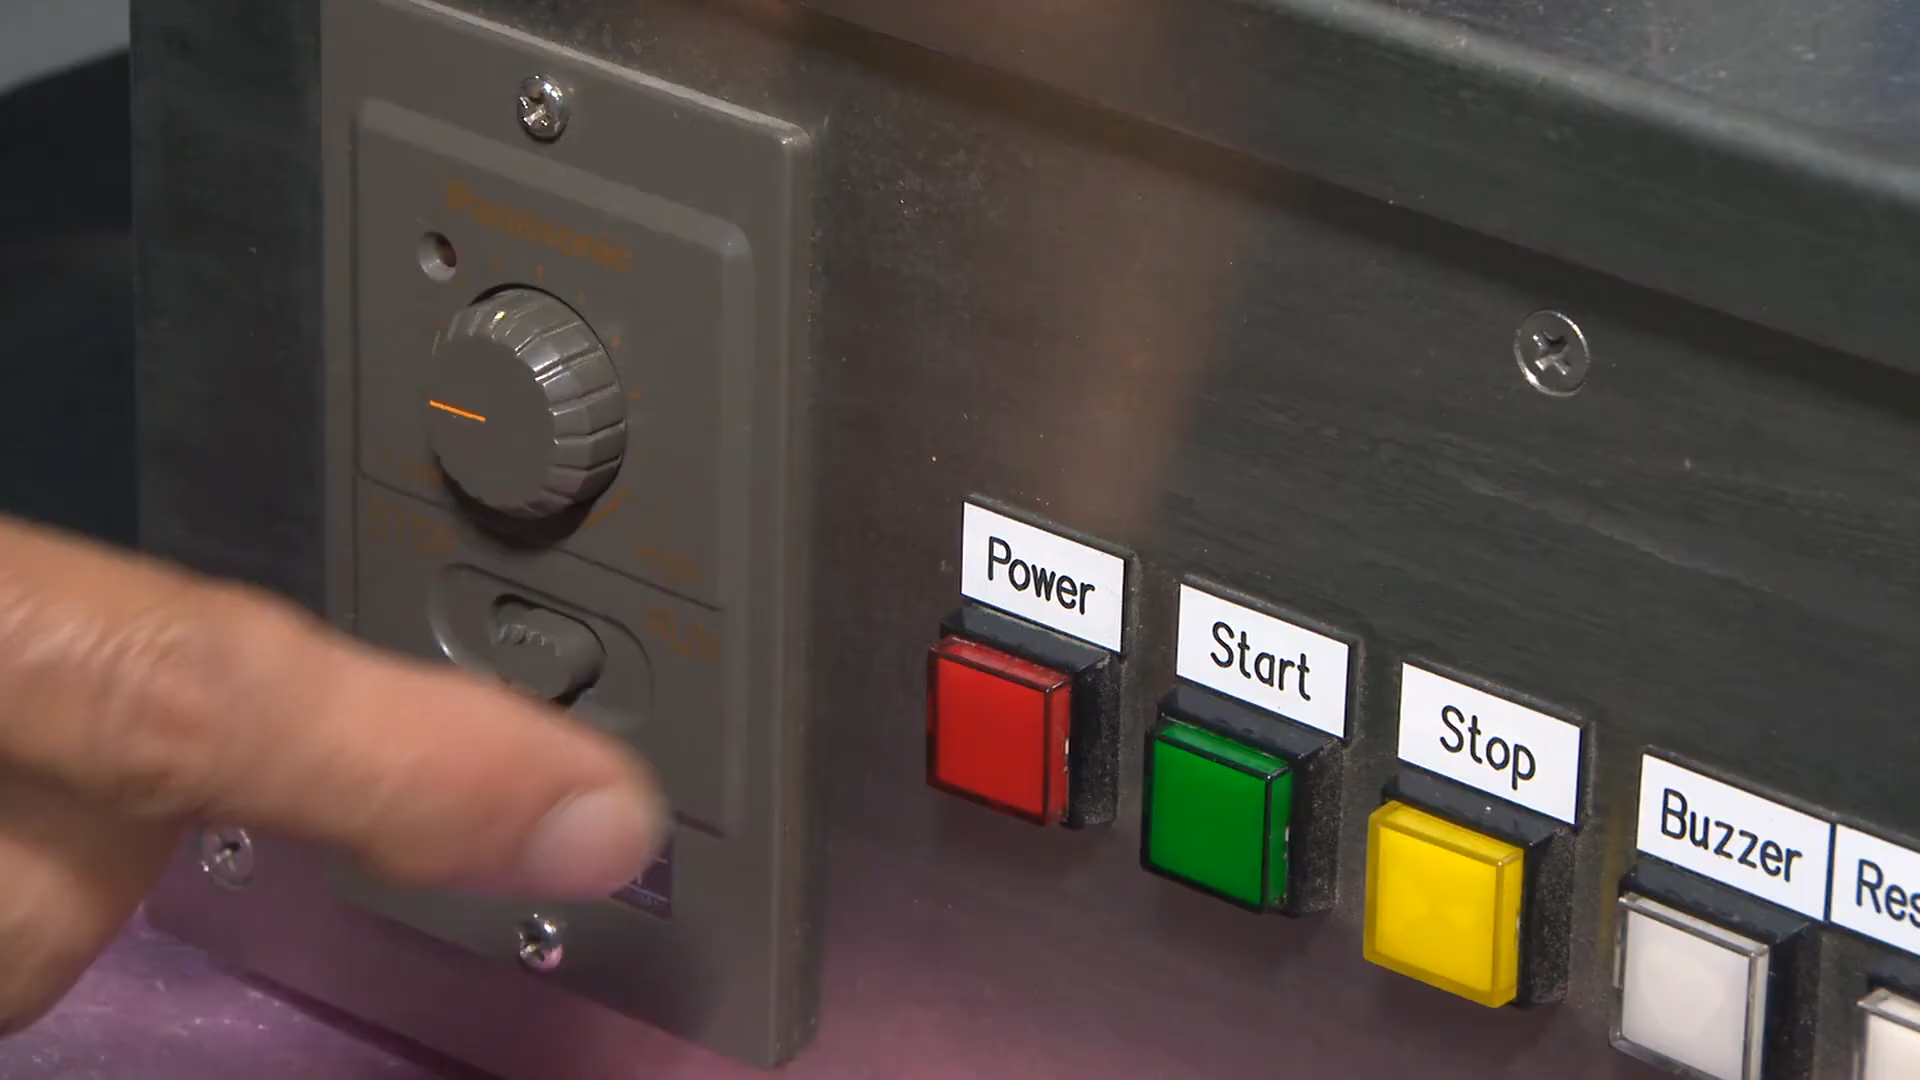 Panasonic
STOP
High
RUN
Power
Start
Stop
Buzzer
Res